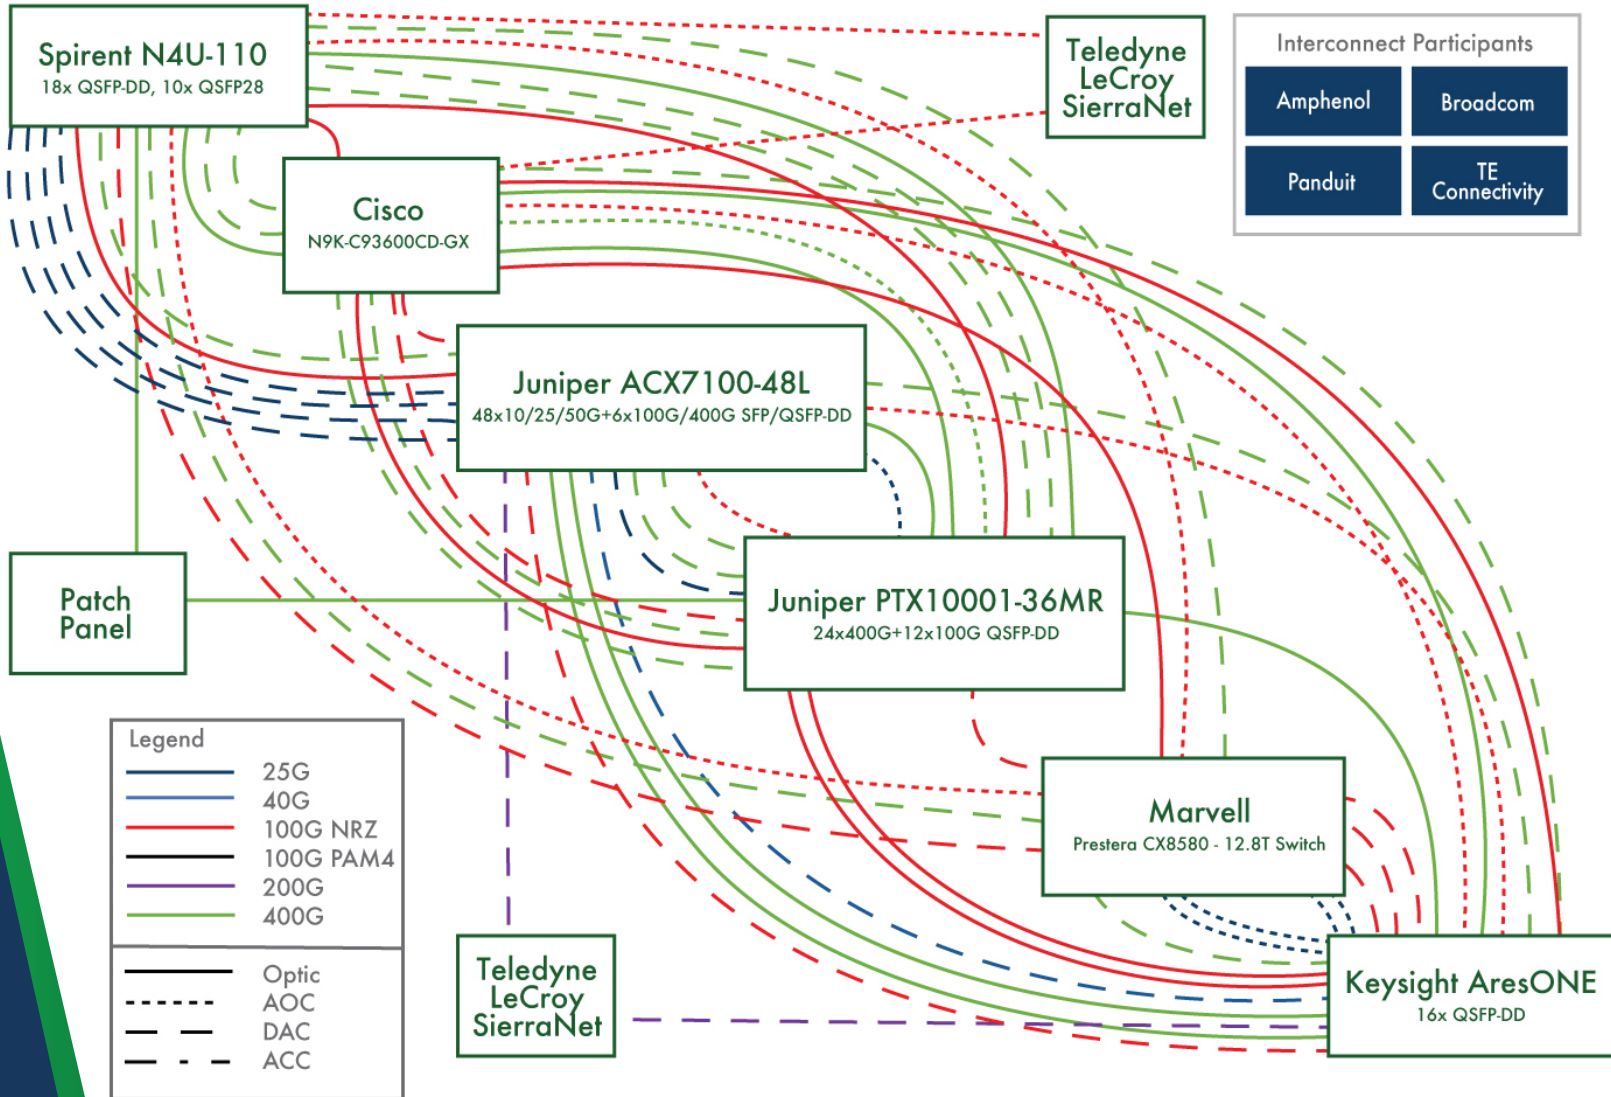 Spirent N4U-110
18x QSFP-DD, 10x QSFP28
Teledyne
LeCroy
SierraNet
Interconnect Participants
Amphenol
Broadcom
Panduit
TE
Connectivity
Cisco
N9K-C93600CD-GX
Juniper ACX7100-48L
48x10/25/50G+6x100G/400G SFP/QSFP-DD
Patch
Panel
Juniper PTX10001-36MR
24x400G+12x100G QSFP-DD
Legend
25G
40G
100G NRZ
100G PAM4
200G
400G
Optic
AOC
DAC
ACC
Marvell
Prestera CX8580 - 12.8T Switch
Teledyne
LeCroy
SierraNet
Keysight AresONE
16x QSFP-DD